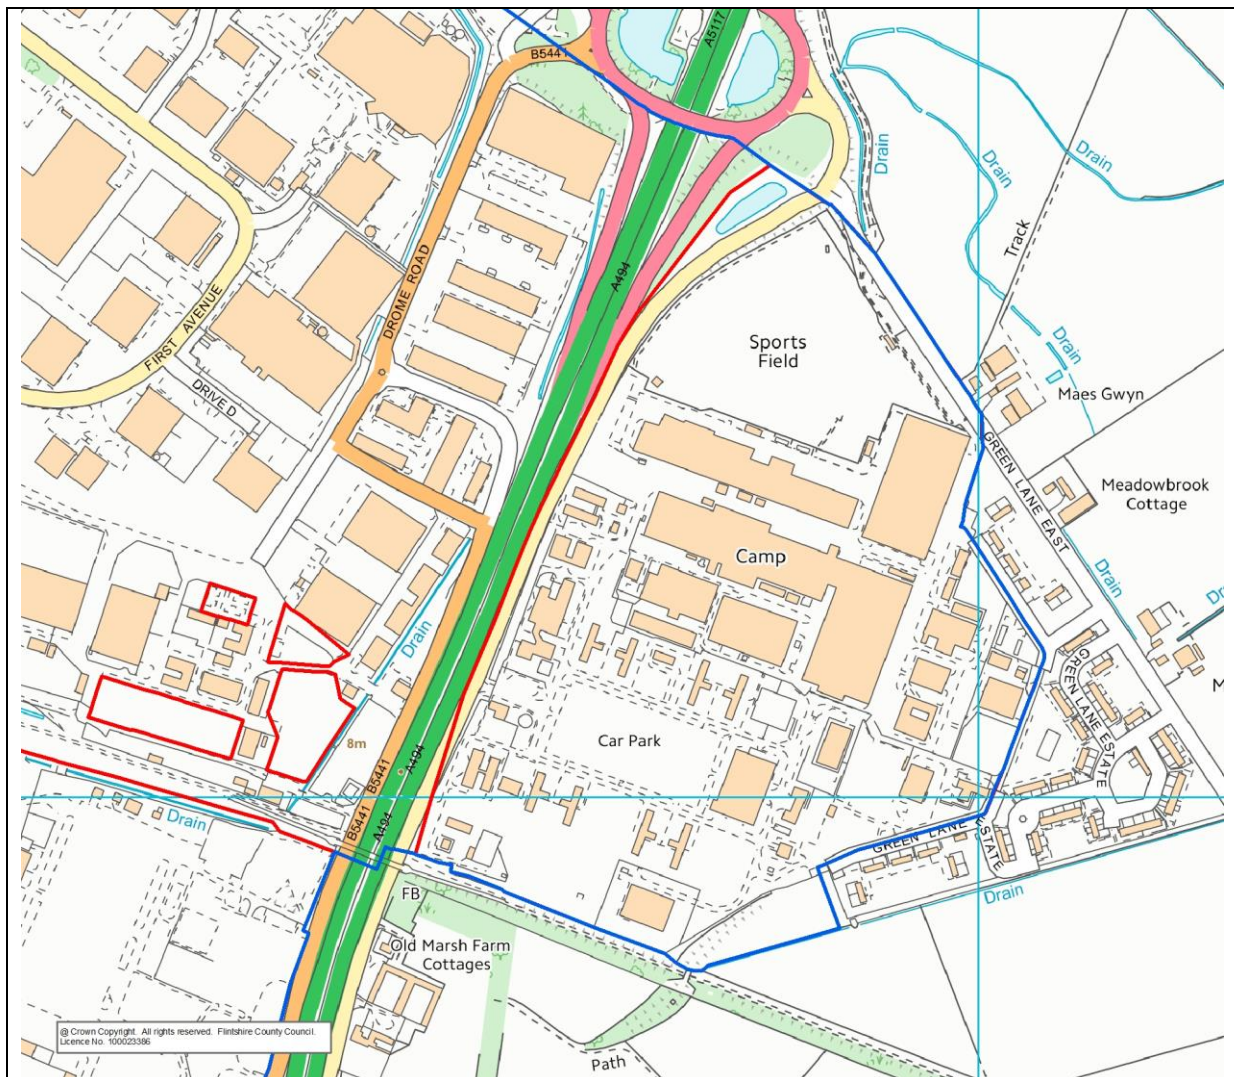 A5117
B5441
Drain
Drain
Drain
Track
A494
DROME ROAD
FIRST AVENUE
DRIVE D
Sports
Field
Drain
Maes Gwyn
GREEN LANE EAST
Meadowbrook
Cottage
Camp
Drain
Drain
GREEN LANE ESTATE
Car Park
8m
A494
B5441
B5441
A494
Drain
GREEN LANE ESTATE
Drain
FB
Old Marsh Farm
Cottages
@ Crown Copyright. All rights reserved. Flintshire County Council.
Licence No. 100023386
Path